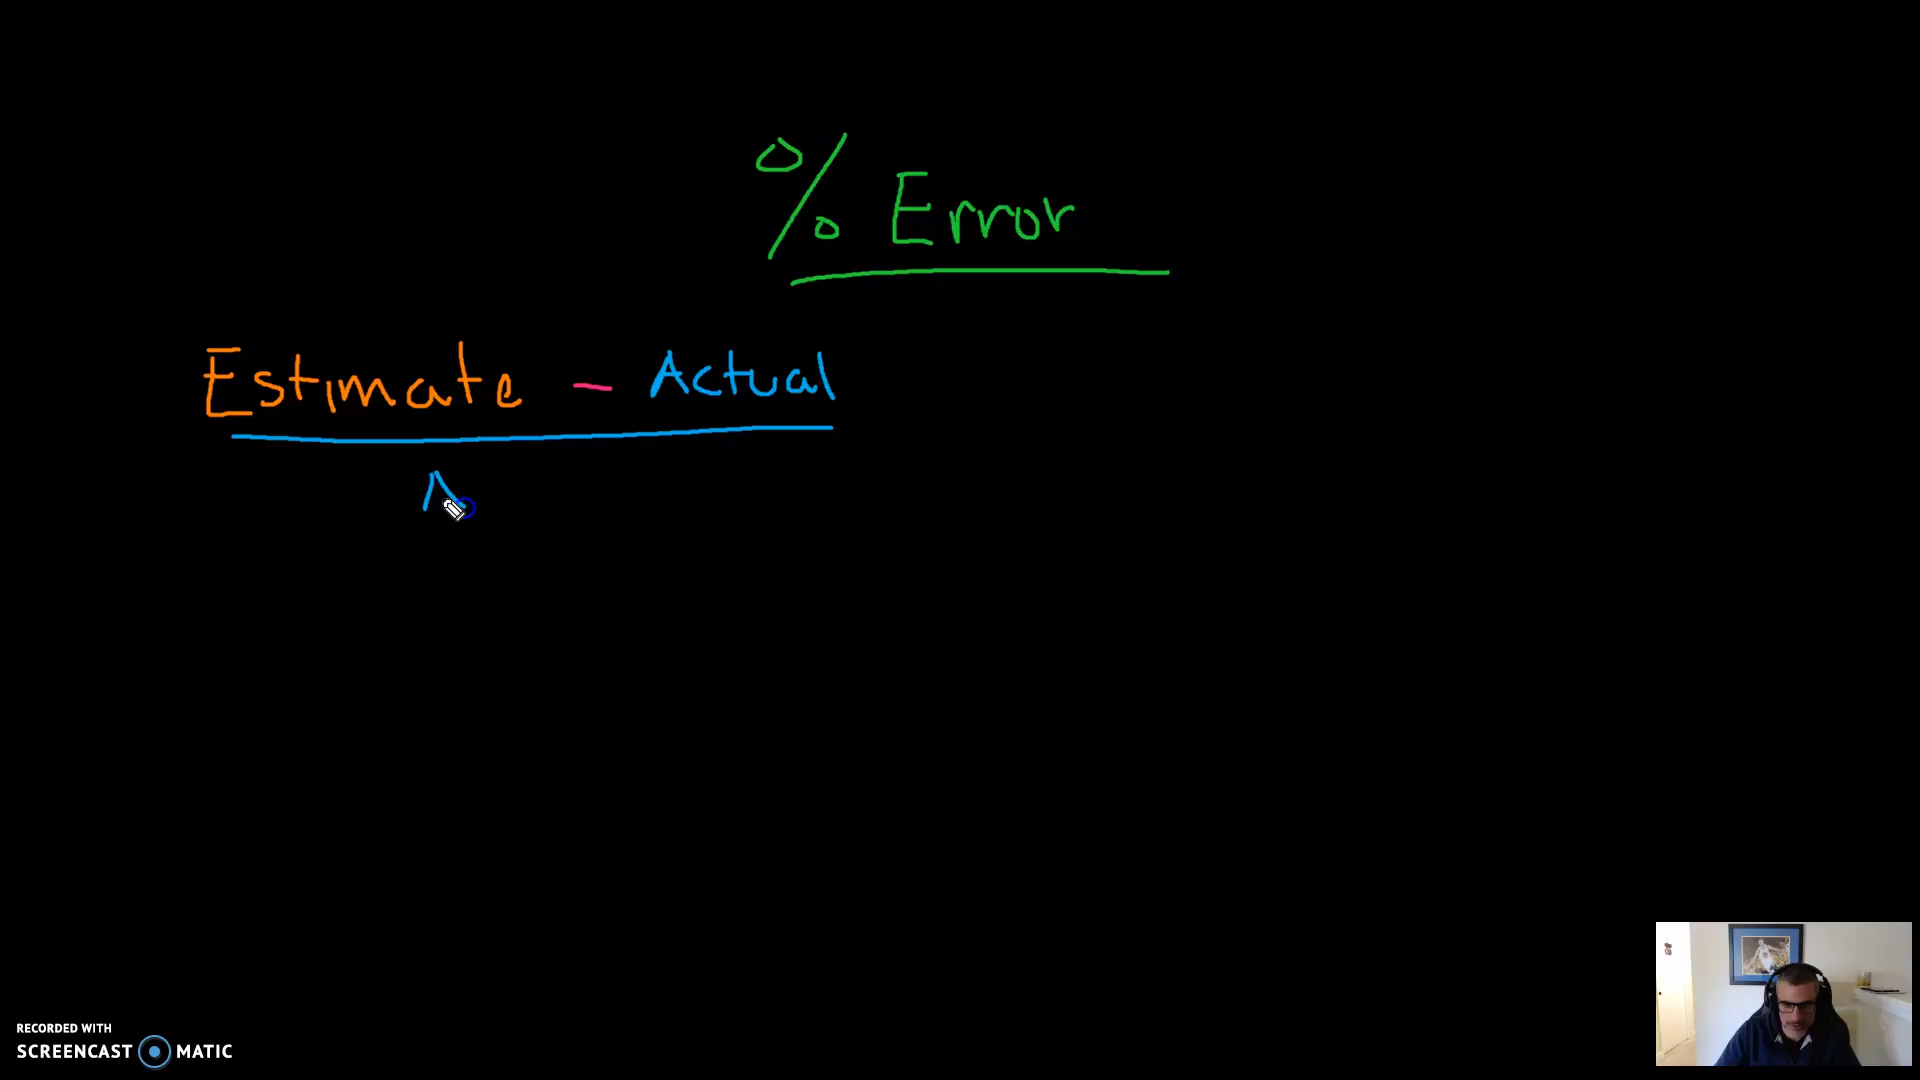 % Error
Estimate - Actual
RECORDED WITH
SCREENCAST MATIC